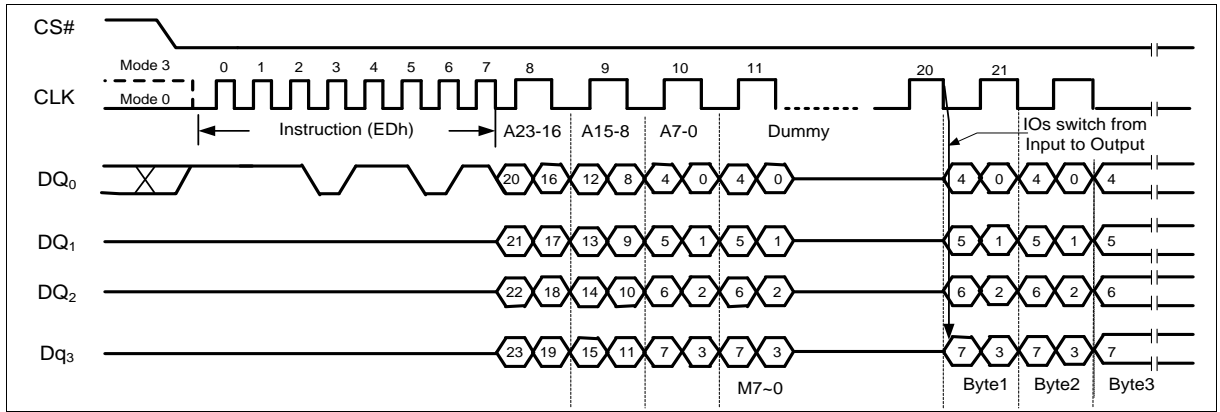 CS#
Mode 3 0 1 2 3 4 5 6 7 8 9 10 11 20 21
CLK Mode 0
Instruction (EDh) A23-16 A15-8 A7-0 Dummy IOs switch from
Input to Output
DQ0 20 16 12 8 4 0 4 0 4 0 4 0 4
DQ1 21 17 13 9 5 1 5 1 5 1 5 1 5
DQ2 22 18 14 10 6 2 6 2 6 2 6 2 6
Dq3 23 19 15 11 7 3 7 3 7 3 7 3 7
M7~0 Byte1 Byte2 Byte3